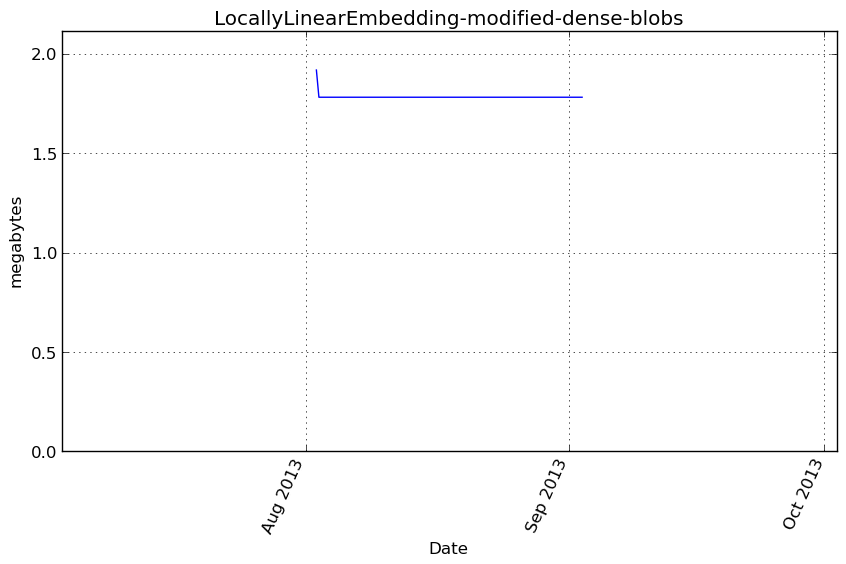 LocallyLinearEmbedding-modified-dense-blobs
2.0
1.5
1.0
0.5
0.0
megabytes
Aug 2013
Sep 2013
Oct 2013
Date